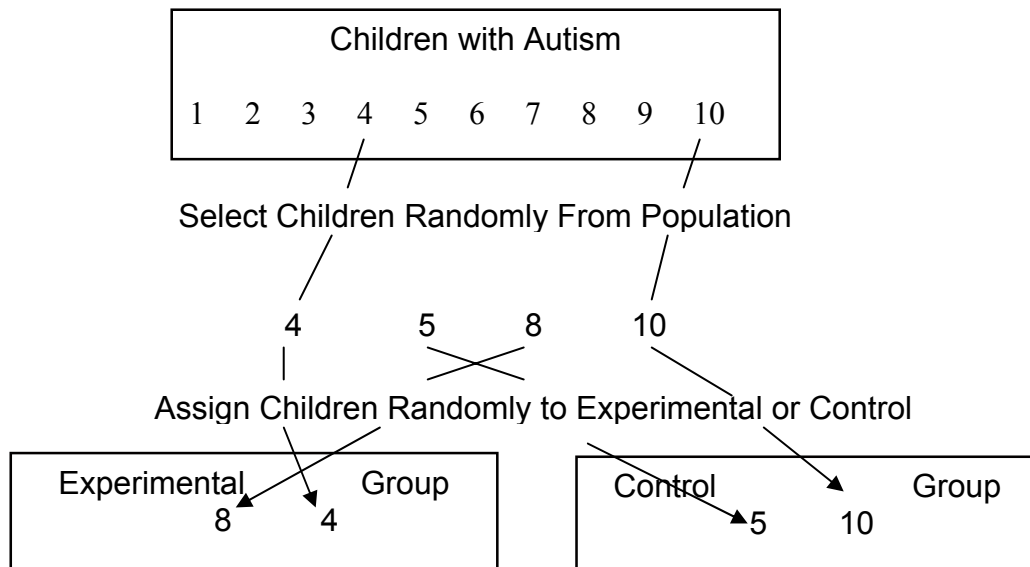 Children with Autism
1 2 3 4 5 6 7 8 9 10
Select Children Randomly From Population
4 5 8 10
Assign Children Randomly to Experimental or Control
Experimental Group
8 4
Control Group
5 10